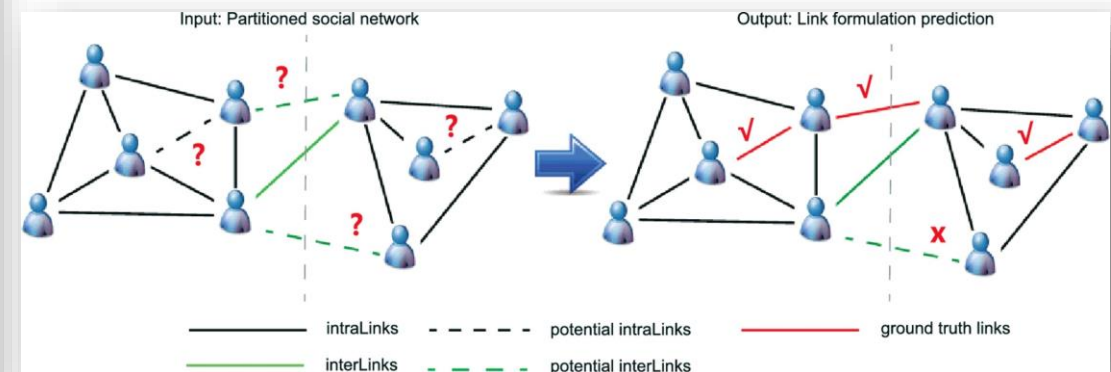 Input: Partitioned social network
Output: Link formulation prediction
?
?
?
?
√
√
√
x
intraLinks
potential intraLinks
ground truth links
interLinks
potential interLinks